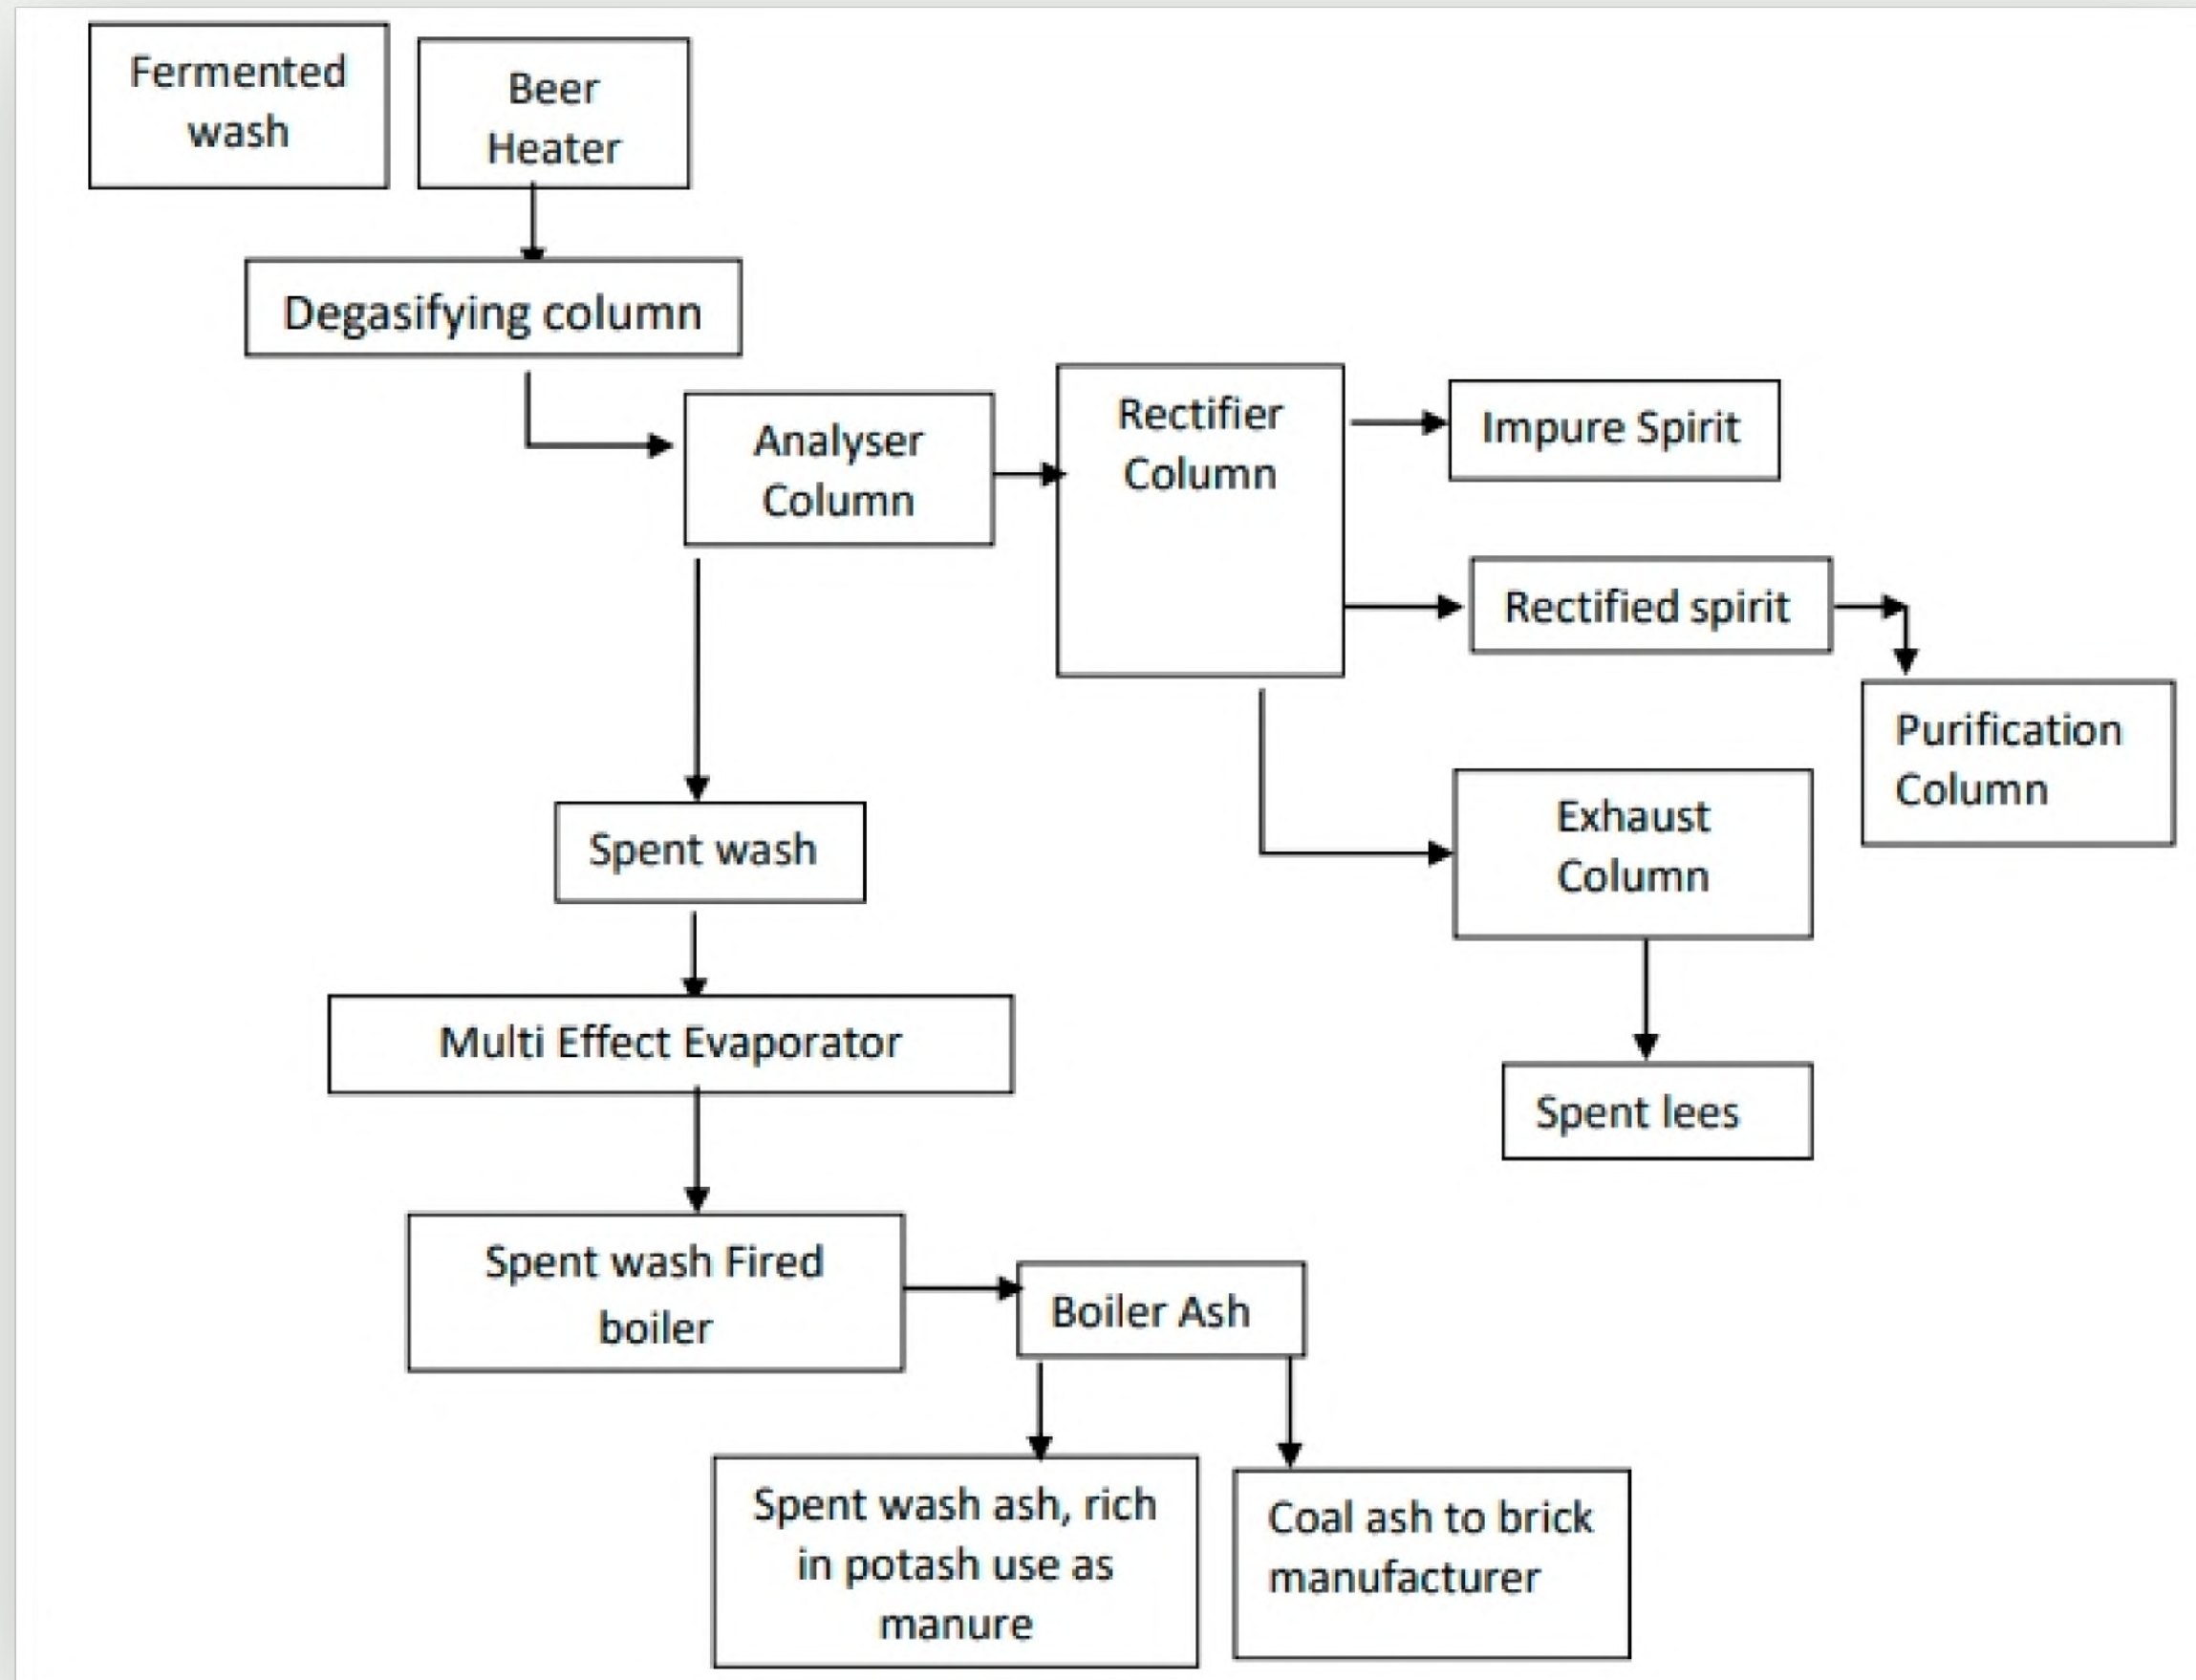 Fermented
wash
Beer
Heater
Degasifying column
Analyser
Column
Rectifier
Column
Impure Spirit
Rectified spirit
Purification
Column
Exhaust
Column
Spent wash
Multi Effect Evaporator
Spent lees
Spent wash Fired
boiler
Boiler Ash
Spent wash ash, rich
in potash use as
manure
Coal ash to brick
manufacturer